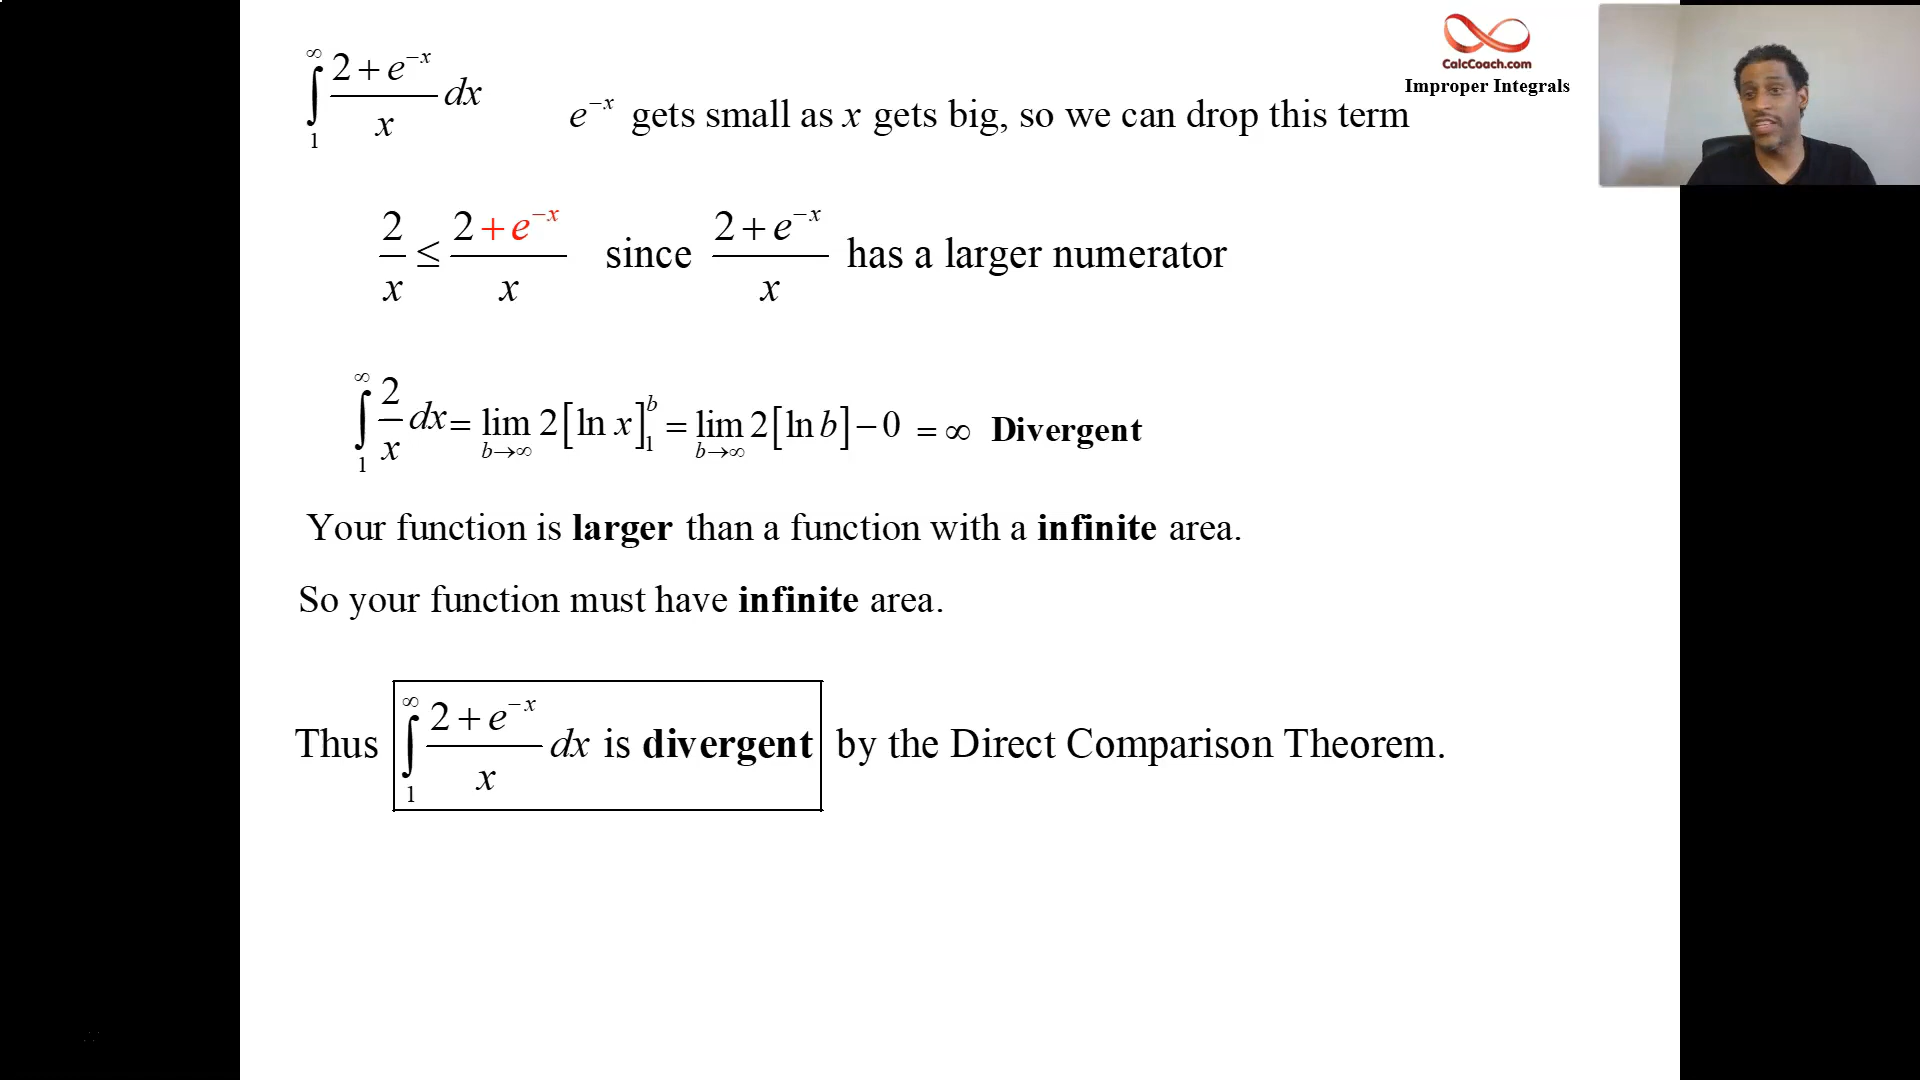 CalcCoach.com
Improper Integrals
∫₁^∞ (2 + e^{−x})/x dx
e^{−x} gets small as x gets big, so we can drop this term
2/x ≤ (2 + e^{−x})/x since (2 + e^{−x})/x has a larger numerator
∫₁^∞ 2/x dx = lim_{b→∞} 2[ln x]₁^b = lim_{b→∞} 2[ln b] − 0 = ∞ Divergent
Your function is larger than a function with a infinite area.
So your function must have infinite area.
Thus ∫₁^∞ (2 + e^{−x})/x dx is divergent by the Direct Comparison Theorem.